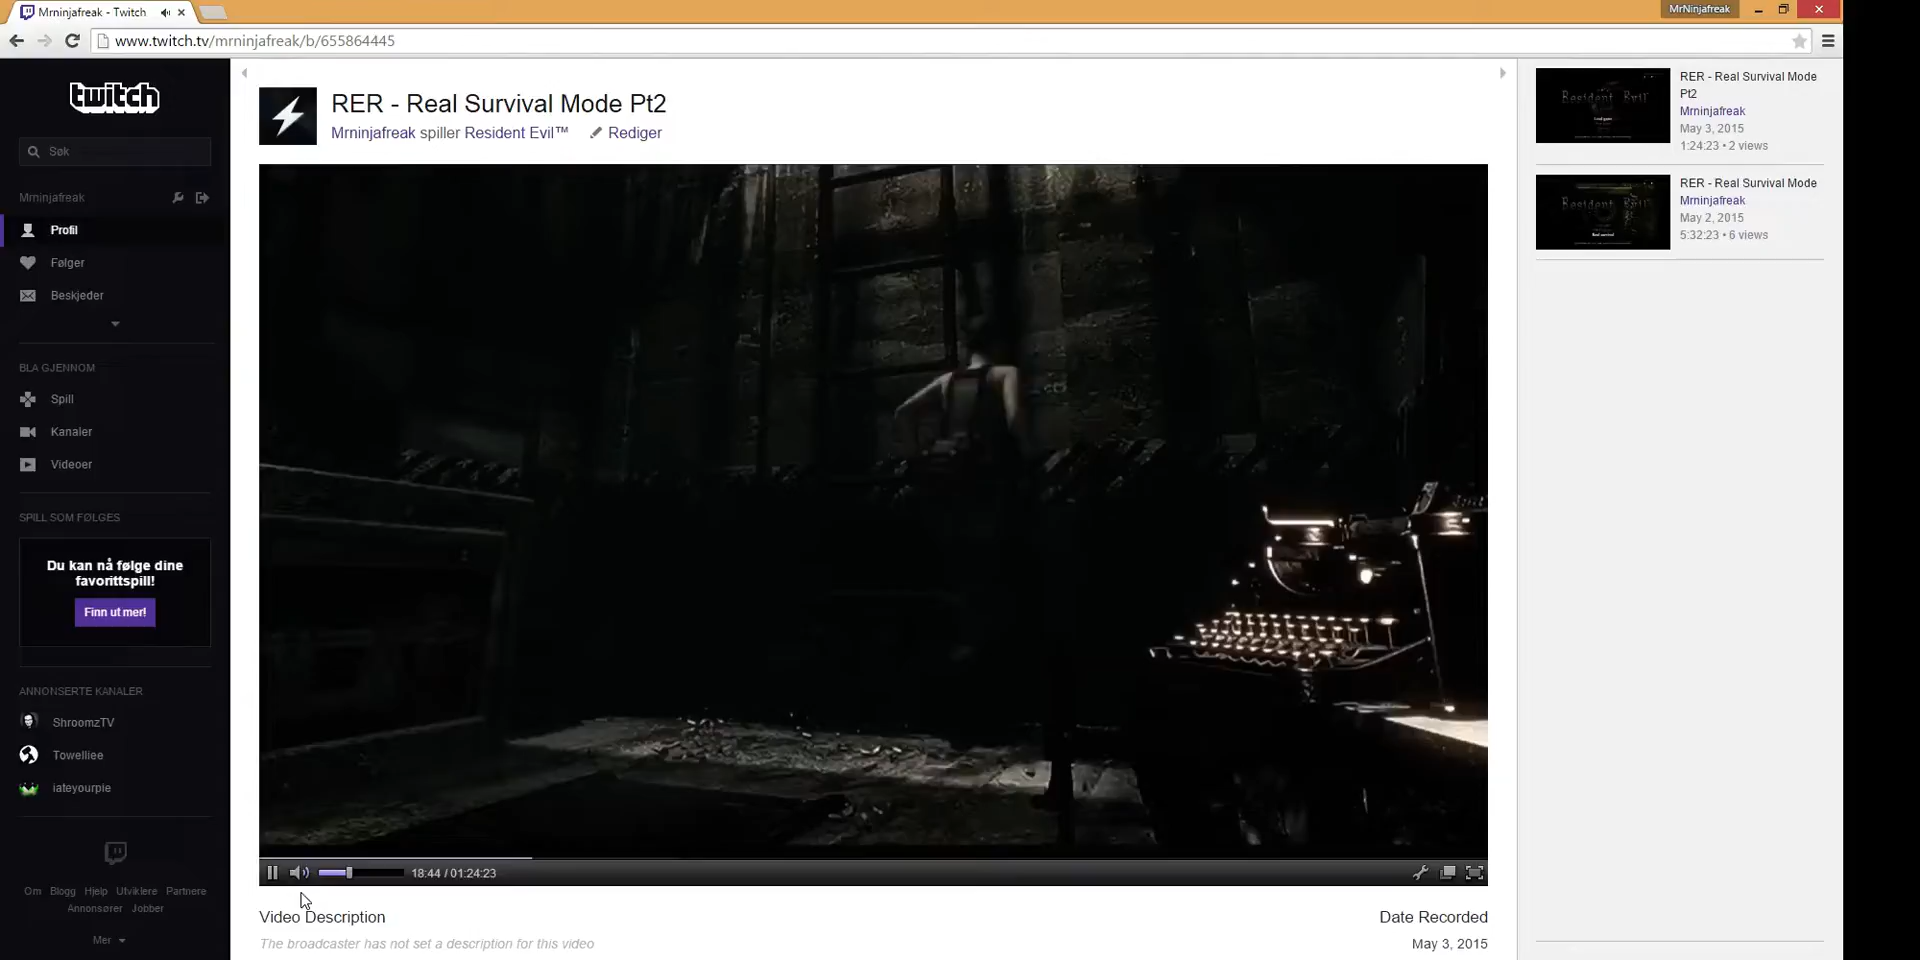 Mrninjafreak - Twitch
MrNinjafreak
www.twitch.tv/mrninjafreak/b/655864445
twitch
Søk
Mrninjafreak
Profil
Følger
Beskjeder
BLA GJENNOM
Spill
Kanaler
Videoer
SPILL SOM FØLGES
Du kan nå følge dine
favorittspill!
Finn ut mer!
ANNONSERTE KANALER
ShroomzTV
Towelliee
iateyourpie
Om Blogg Hjelp Utviklere Partnere
Annonsører Jobber
Mer
RER - Real Survival Mode Pt2
Mrninjafreak spiller Resident Evil™ Rediger
18:44 / 01:24:23
Video Description
Date Recorded
The broadcaster has not set a description for this video
May 3, 2015
Resident Evil
RER - Real Survival Mode
Pt2
Mrninjafreak
May 3, 2015
1:24:23 • 2 views
Resident Evil
RER - Real Survival Mode
Mrninjafreak
May 2, 2015
5:32:23 • 6 views